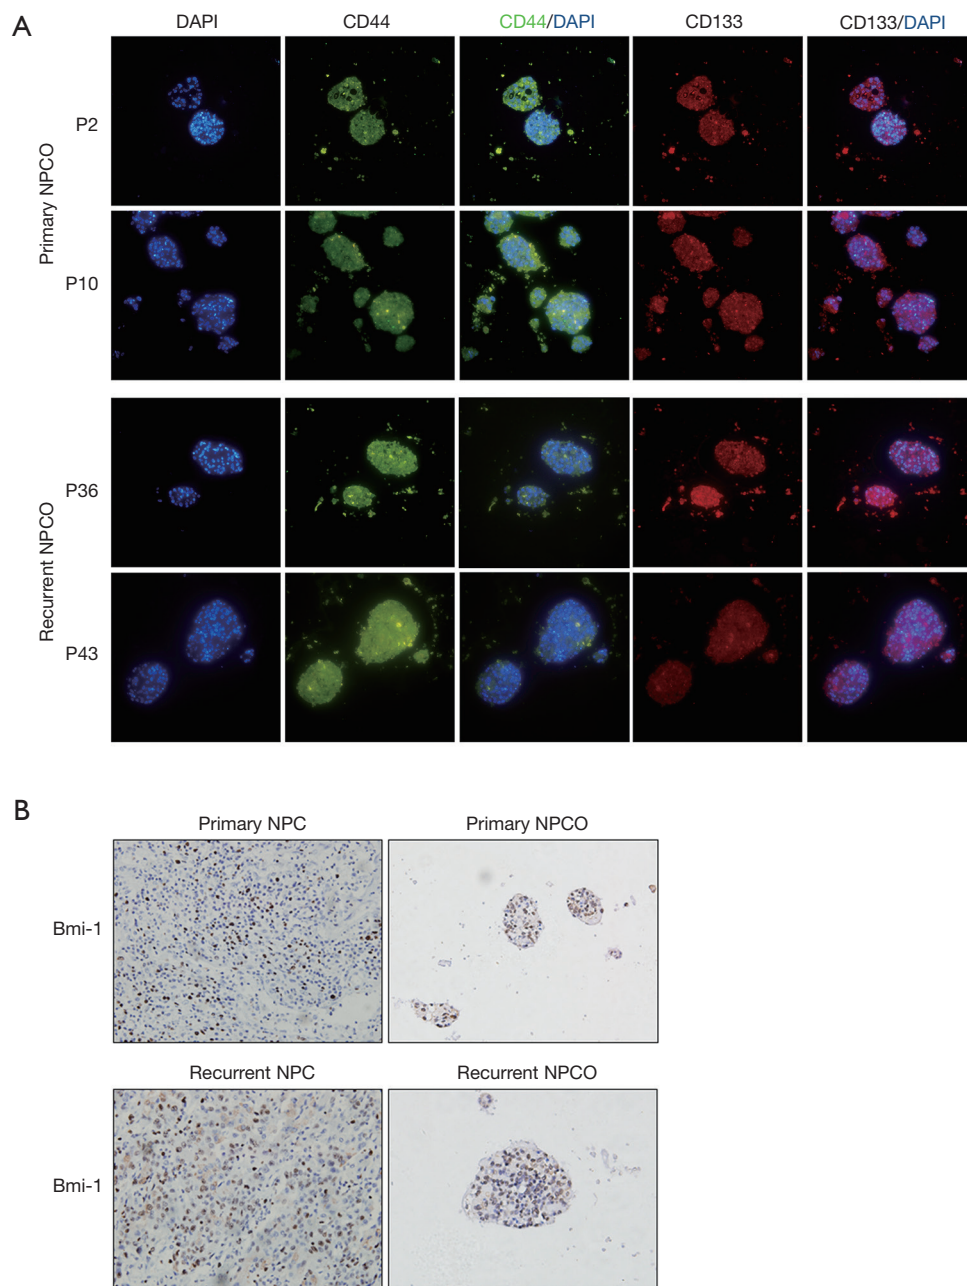 A
DAPI
CD44
CD44/DAPI
CD133
CD133/DAPI
Primary NPCO
P2
P10
Recurrent NPCO
P36
P43
B
Primary NPC
Primary NPCO
Bmi-1
Recurrent NPC
Recurrent NPCO
Bmi-1